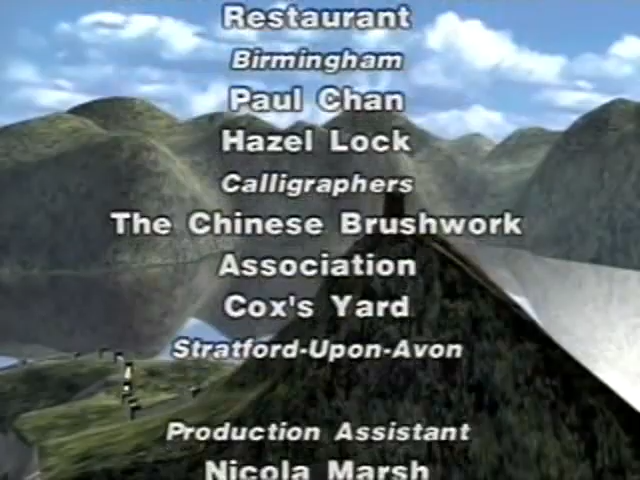 Restaurant
Birmingham
Paul Chan
Hazel Lock
Calligraphers
The Chinese Brushwork
Association
Cox's Yard
Stratford-Upon-Avon
Production Assistant
Nicola Marsh